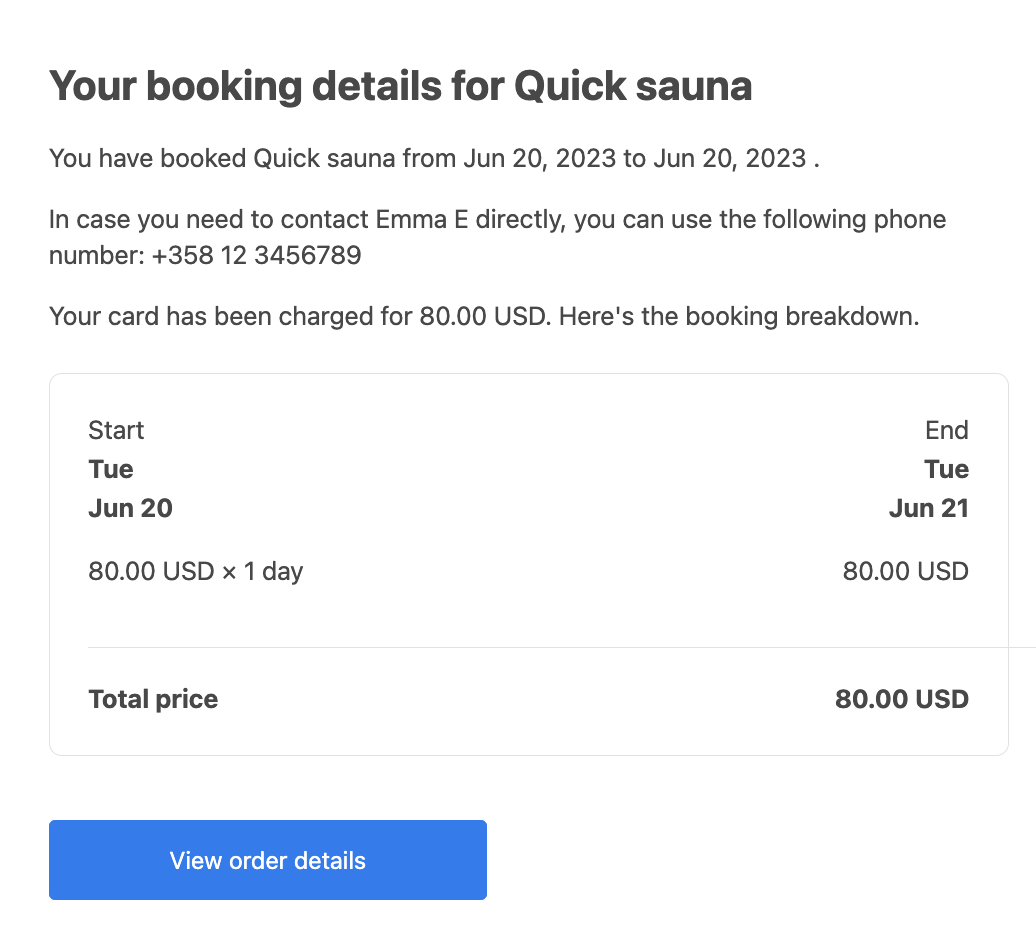 Your booking details for Quick sauna
You have booked Quick sauna from Jun 20, 2023 to Jun 20, 2023 .
In case you need to contact Emma E directly, you can use the following phone
number: +358 12 3456789
Your card has been charged for 80.00 USD. Here's the booking breakdown.
Start End
Tue Tue
Jun 20 Jun 21
80.00 USD × 1 day 80.00 USD
Total price 80.00 USD
View order details